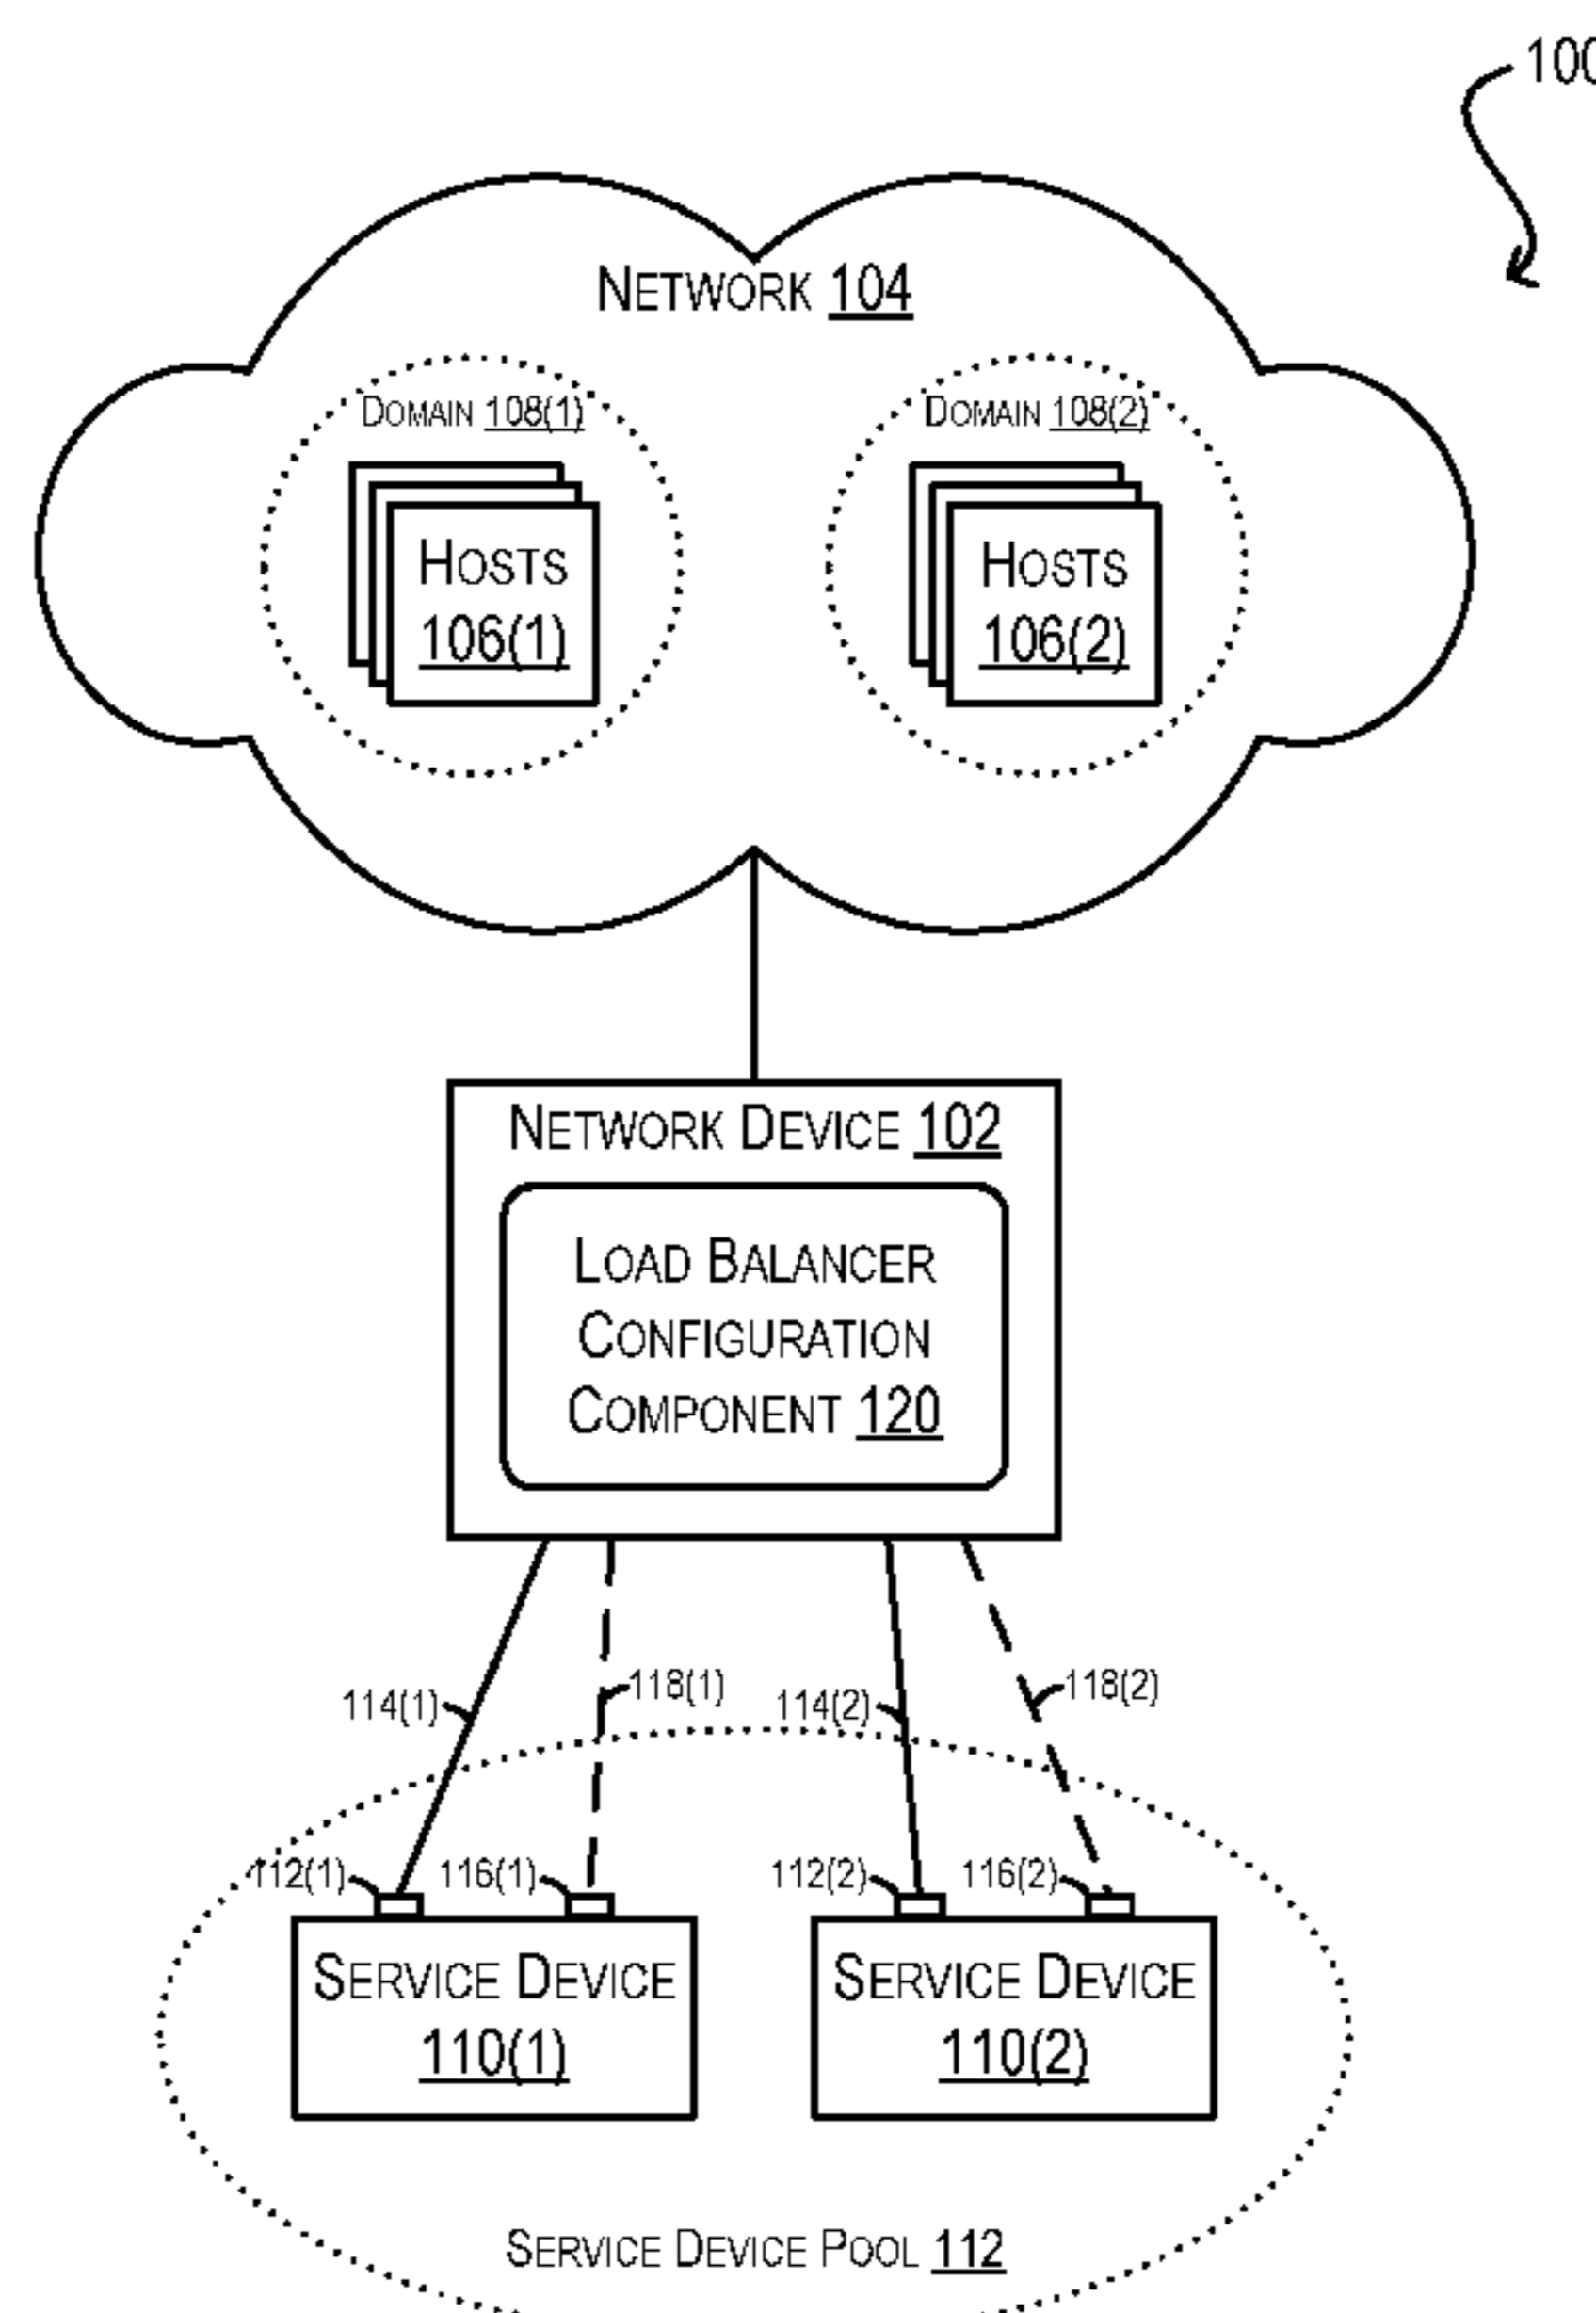 100
NETWORK 104
DOMAIN 108(1)
DOMAIN 108(2)
HOSTS
106(1)
HOSTS
106(2)
NETWORK DEVICE 102
LOAD BALANCER
CONFIGURATION
COMPONENT 120
114(1)
118(1)
114(2)
118(2)
112(1)
116(1)
112(2)
116(2)
SERVICE DEVICE
110(1)
SERVICE DEVICE
110(2)
SERVICE DEVICE POOL 112